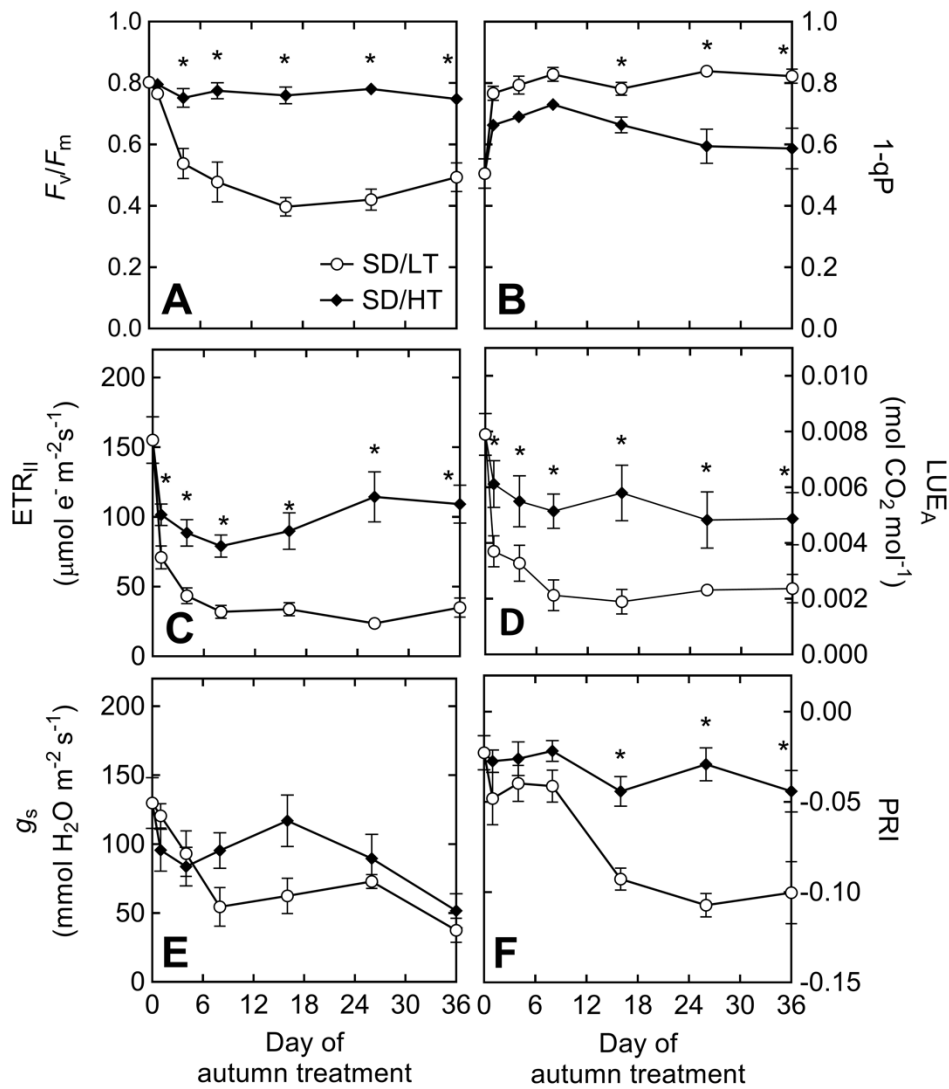 1.0
0.8
0.6
0.4
0.2
0.0
Fv/Fm
* * * * * *
SD/LT
SD/HT
A
* * *
B
1.0
0.8
0.6
0.4
0.2
0.0
1-qP
200
150
100
50
0
ETR_II
(μmol e⁻ m⁻²s⁻¹)
* * * * * *
C
* * * * * *
D
0.010
0.008
0.006
0.004
0.002
0.000
LUE_A
(mol CO₂ mol⁻¹)
200
150
100
50
0
gₛ
(mmol H₂O m⁻² s⁻¹)
E
* * *
F
0.00
-0.05
-0.10
-0.15
PRI
0 6 12 18 24 30 36
Day of
autumn treatment
0 6 12 18 24 30 36
Day of
autumn treatment